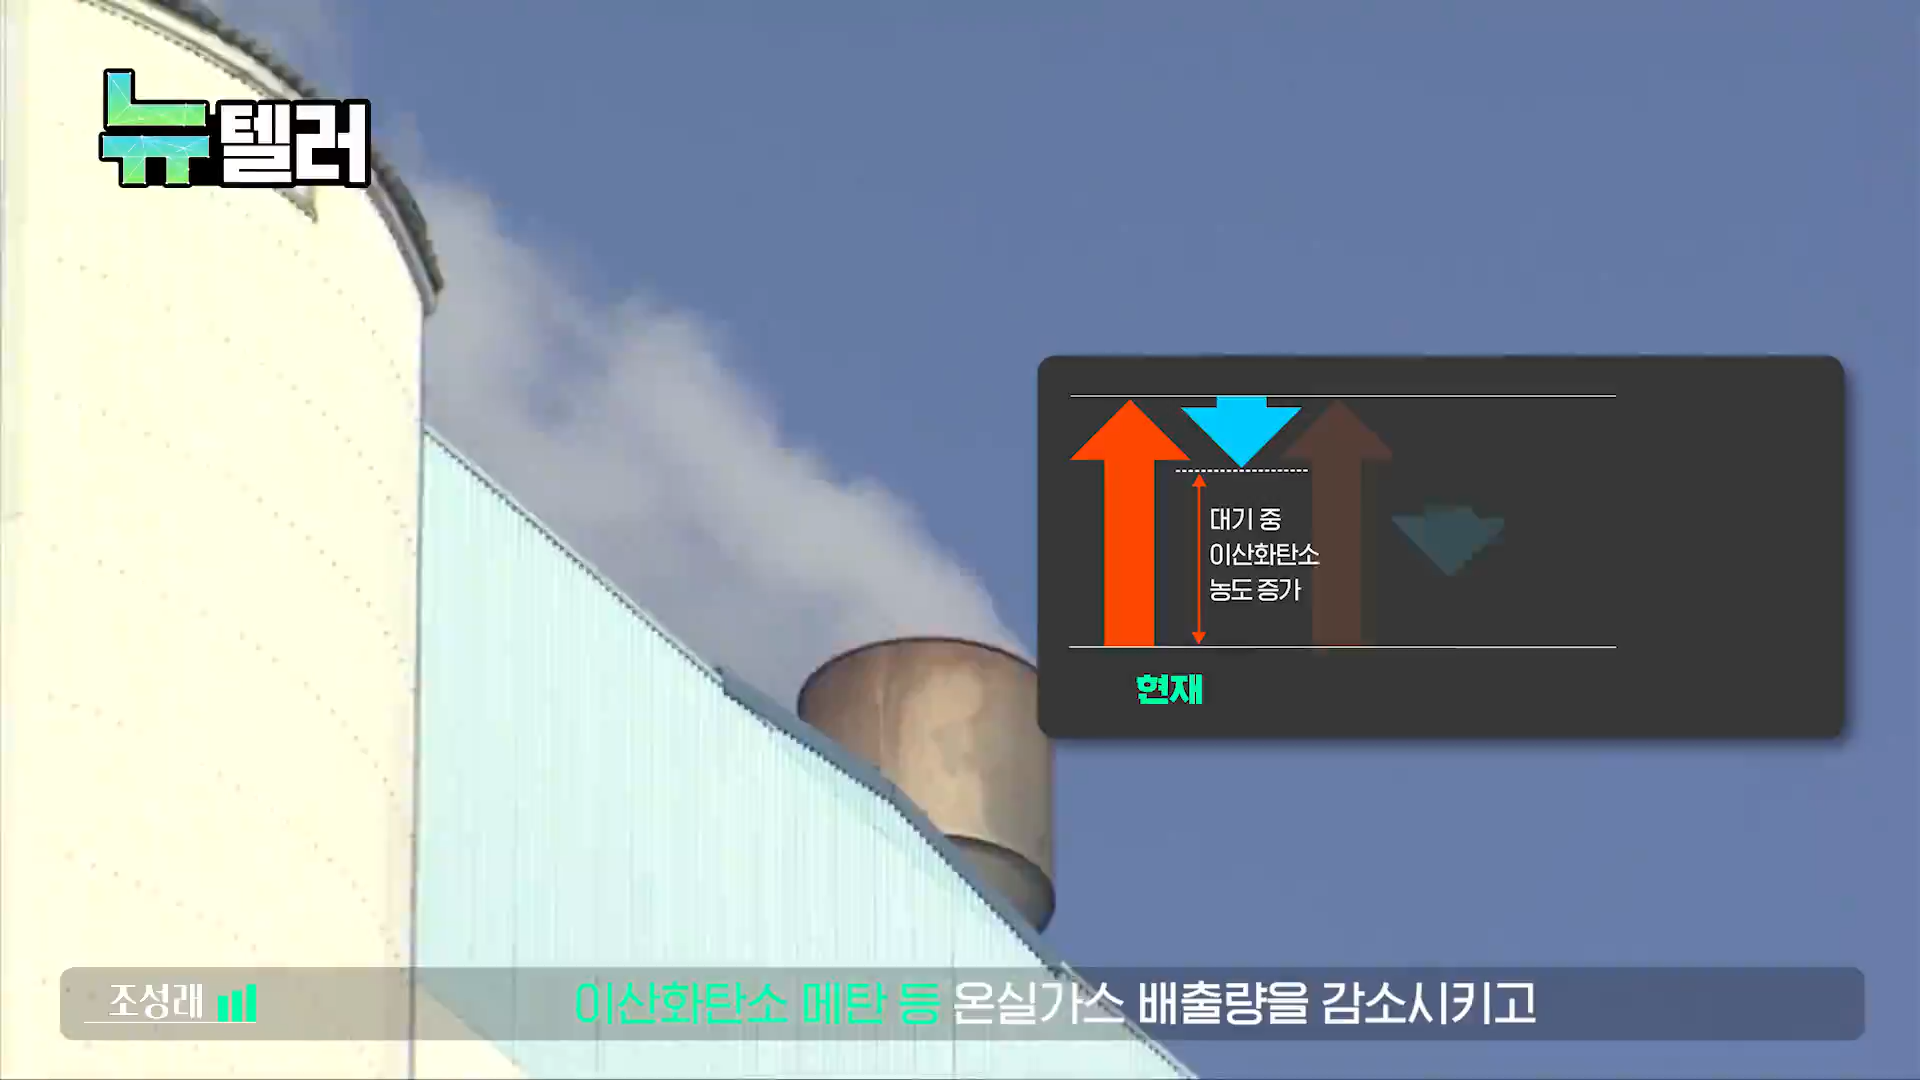 뉴텔러
대기 중
이산화탄소
농도 증가
현재
조성래
이산화탄소 메탄 등 온실가스 배출량을 감소시키고